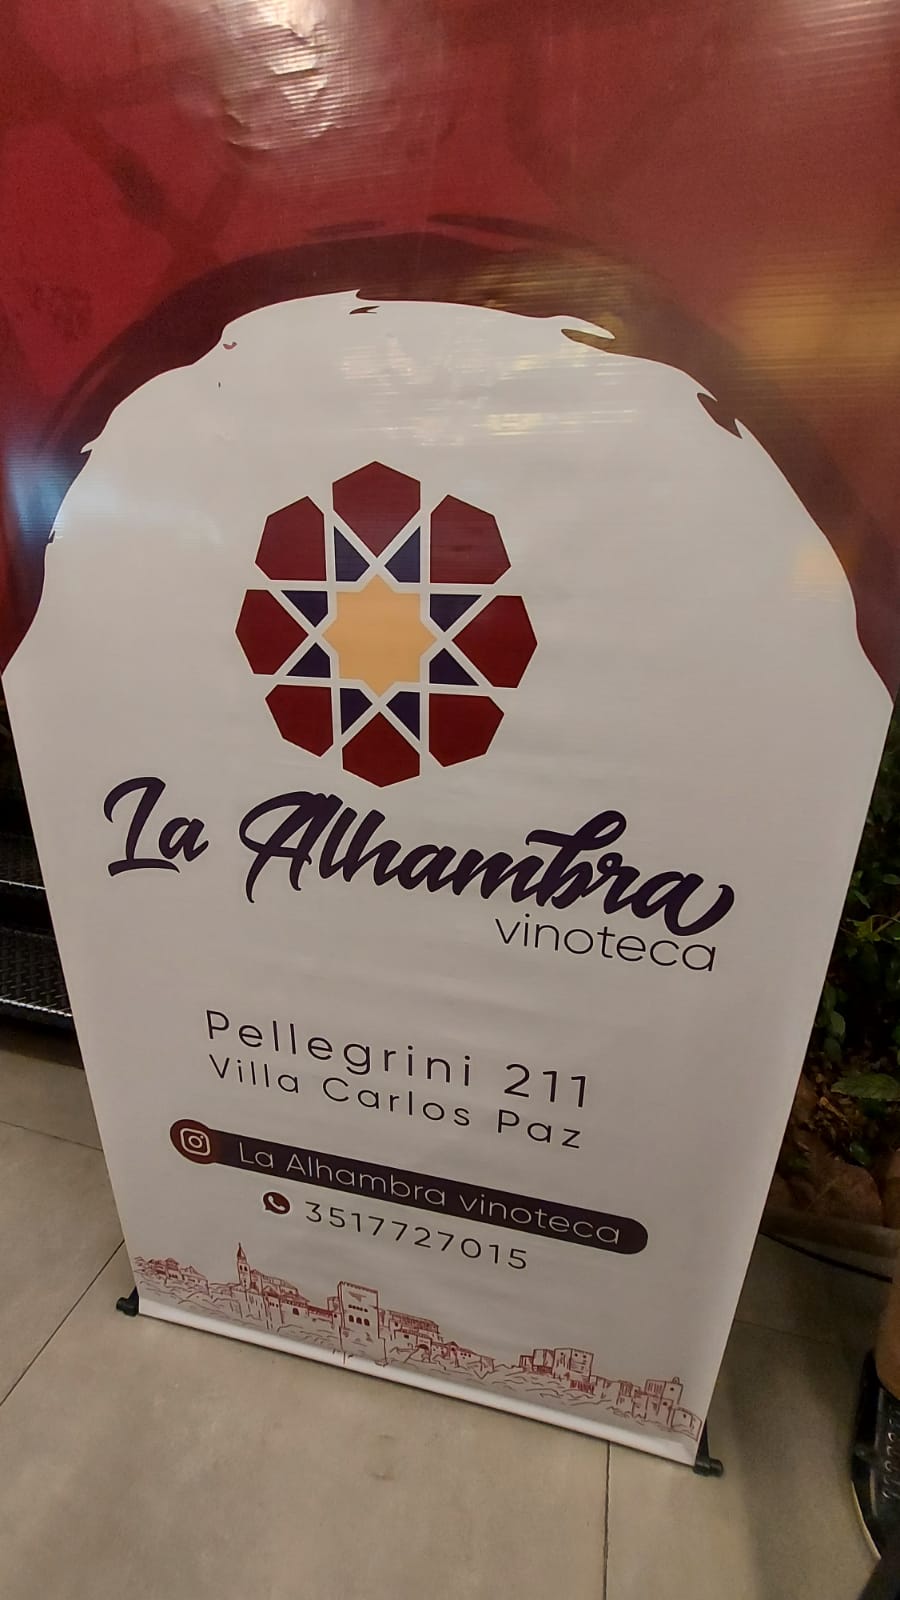 La Alhambra
vinoteca
Pellegrini 211
Villa Carlos Paz
La Alhambra vinoteca
3517727015